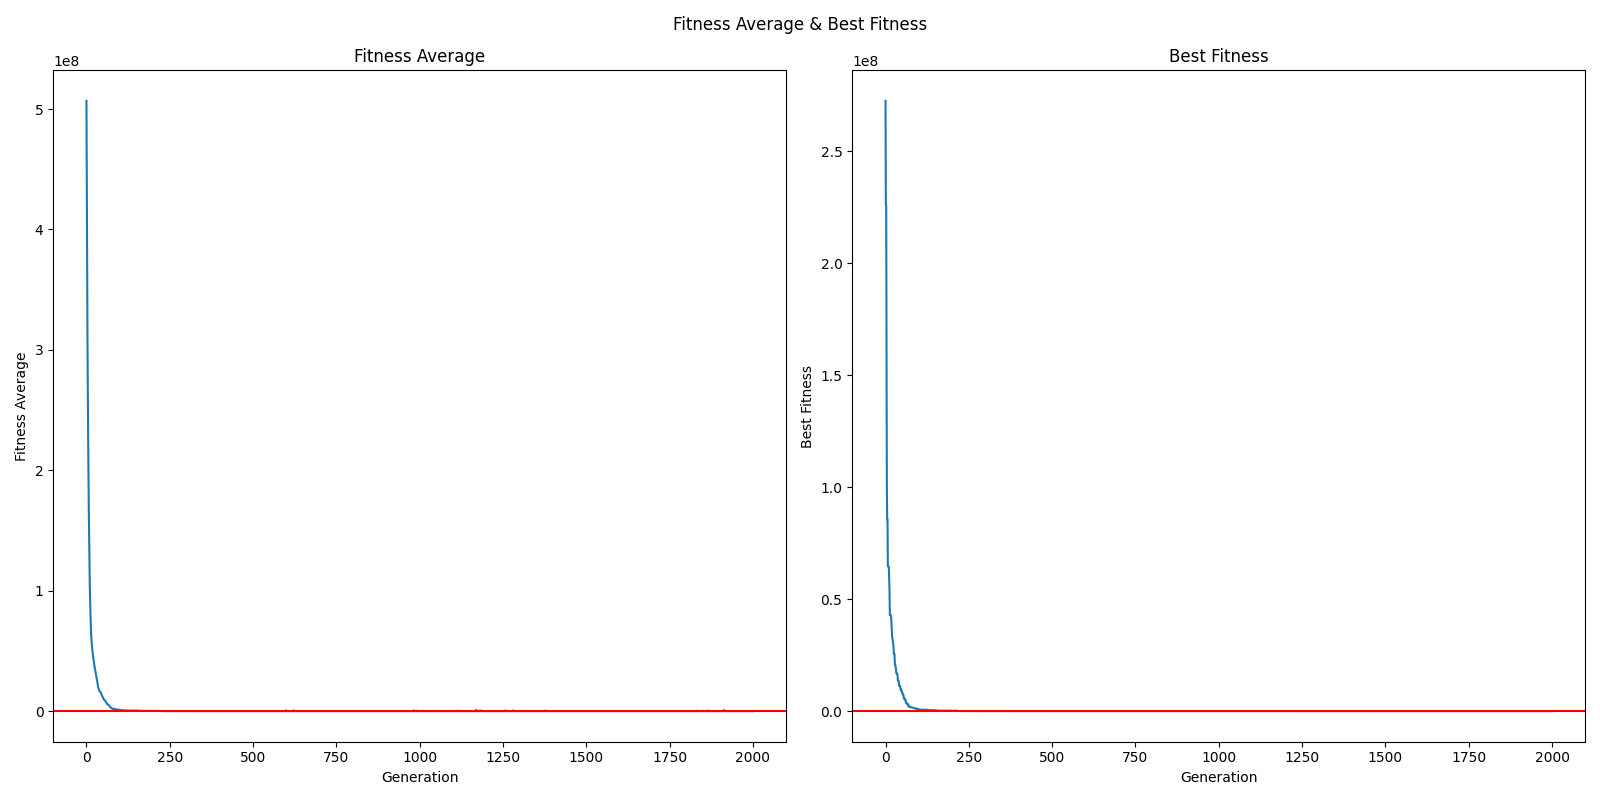 Fitness Average & Best Fitness
Fitness Average
1e8
5
4
3
2
1
0
Fitness Average
0 250 500 750 1000 1250 1500 1750 2000
Generation
Best Fitness
1e8
2.5
2.0
1.5
1.0
0.5
0.0
Best Fitness
0 250 500 750 1000 1250 1500 1750 2000
Generation